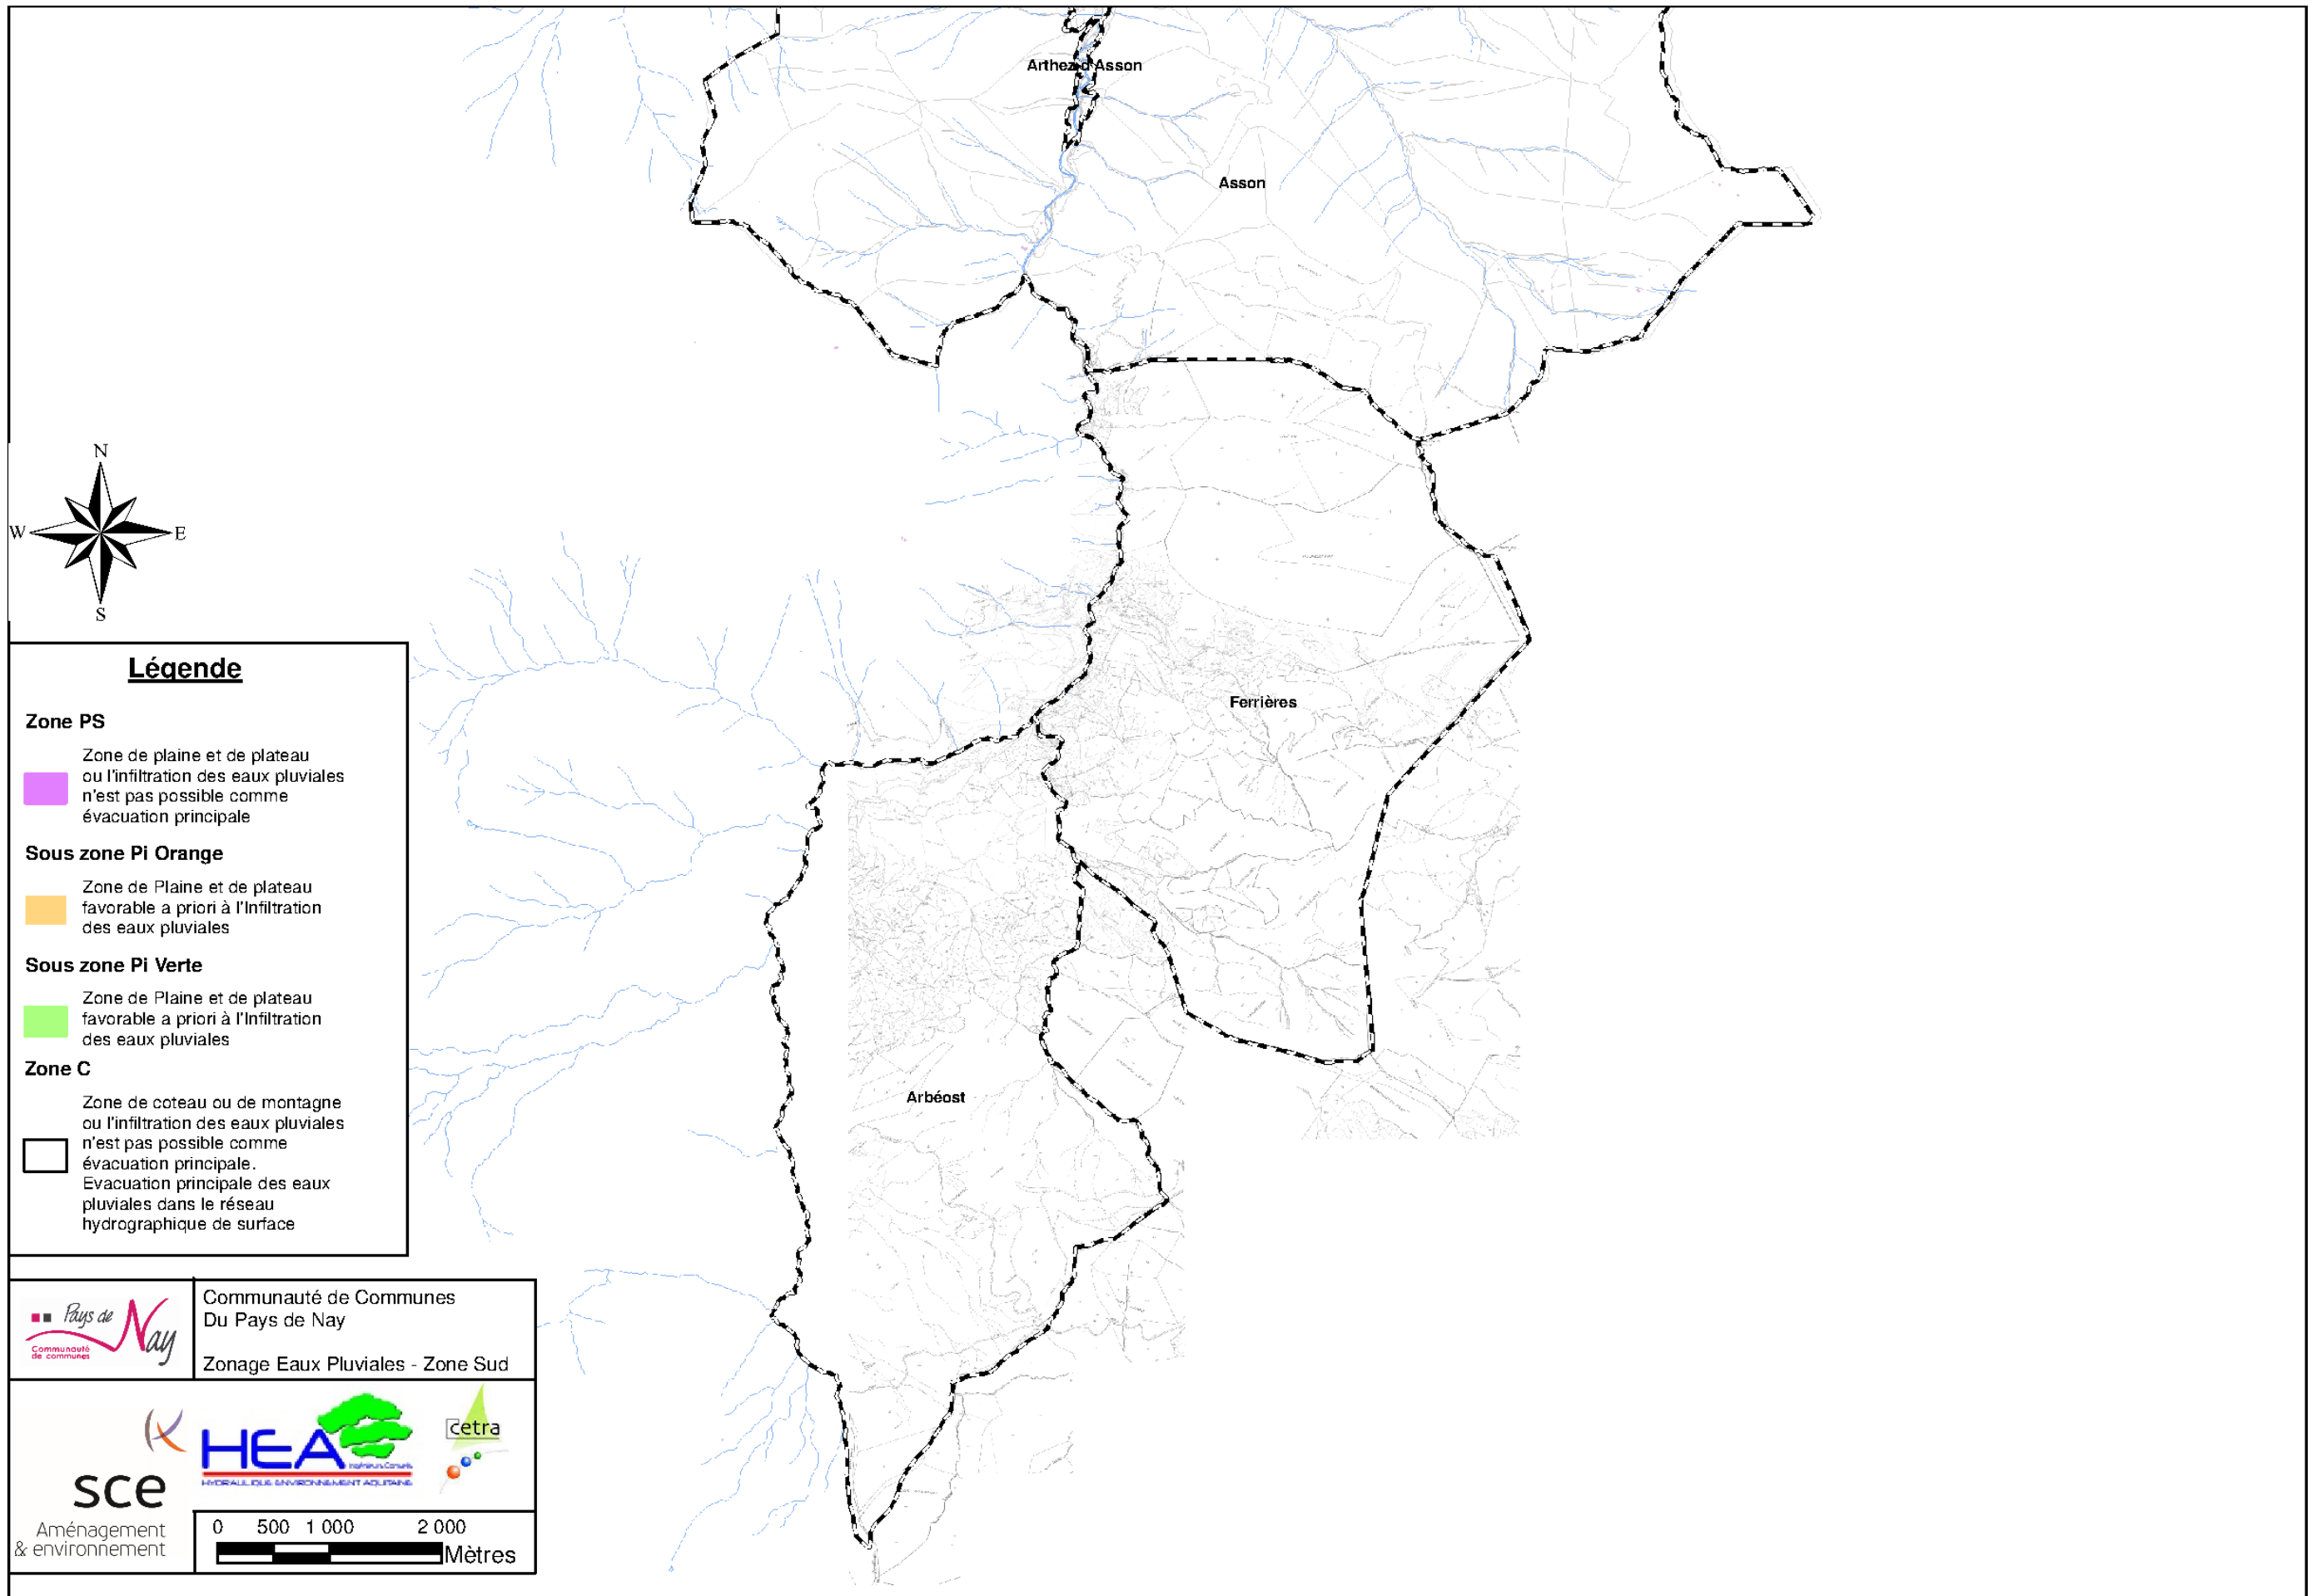 Arthez d'Asson
Asson
N
W
E
S
Ferrières
Arbéost
Légende
Zone PS
Zone de plaine et de plateau
ou l'infiltration des eaux pluviales
n'est pas possible comme
évacuation principale
Sous zone Pi Orange
Zone de Plaine et de plateau
favorable a priori à l'Infiltration
des eaux pluviales
Sous zone Pi Verte
Zone de Plaine et de plateau
favorable a priori à l'Infiltration
des eaux pluviales
Zone C
Zone de coteau ou de montagne
ou l'infiltration des eaux pluviales
n'est pas possible comme
évacuation principale.
Evacuation principale des eaux
pluviales dans le réseau
hydrographique de surface
Pays de
Nay
Communauté
de communes
Communauté de Communes
Du Pays de Nay
Zonage Eaux Pluviales - Zone Sud
sce
Aménagement
& environnement
HEA
Ingénieurs Conseils
HYDRAULIQUE ENVIRONNEMENT AQUITAINE
cetra
0 500 1 000 2 000
Mètres